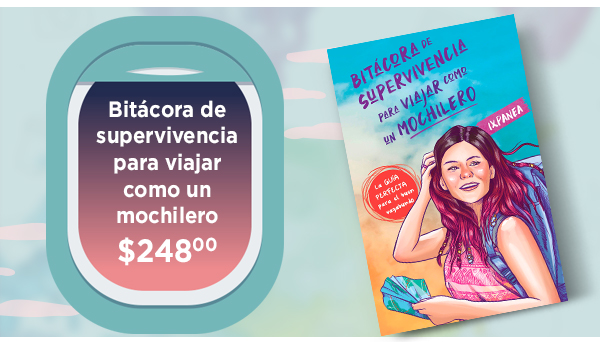 Bitácora de
supervivencia
para viajar
como un
mochilero
$248⁰⁰
BITÁCORA DE
SUPERVIVENCIA
PARA VIAJAR COMO
UN MOCHILERO
IXPANEA
La GUÍA
PERFECTA
para el buen
vagabundo